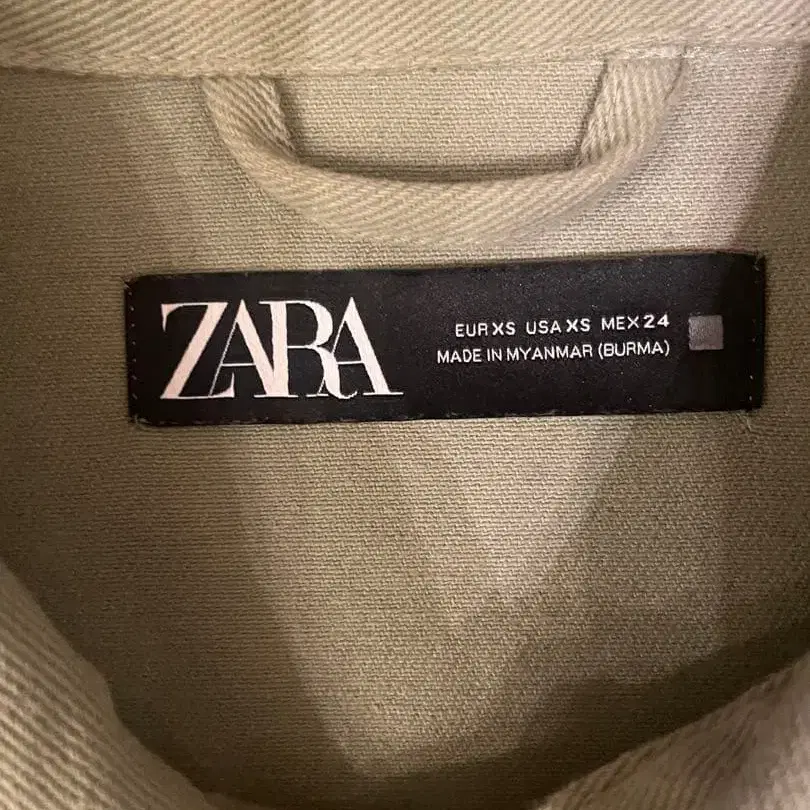 ZARA
EUR XS USA XS MEX 24
MADE IN MYANMAR (BURMA)